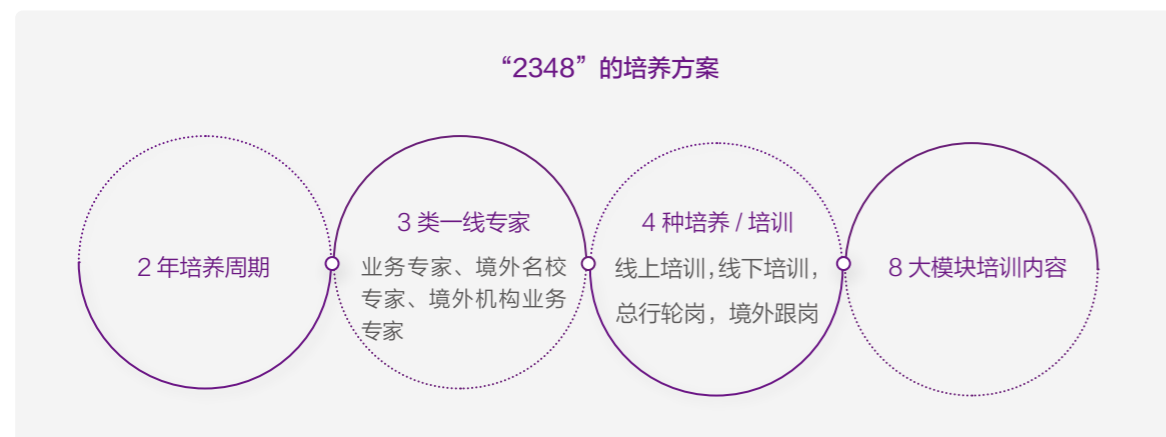 “2348”的培养方案
2 年培养周期
3 类一线专家
业务专家、境外名校
专家、境外机构业务
专家
4 种培养 / 培训
线上培训，线下培训，
总行轮岗，境外跟岗
8 大模块培训内容